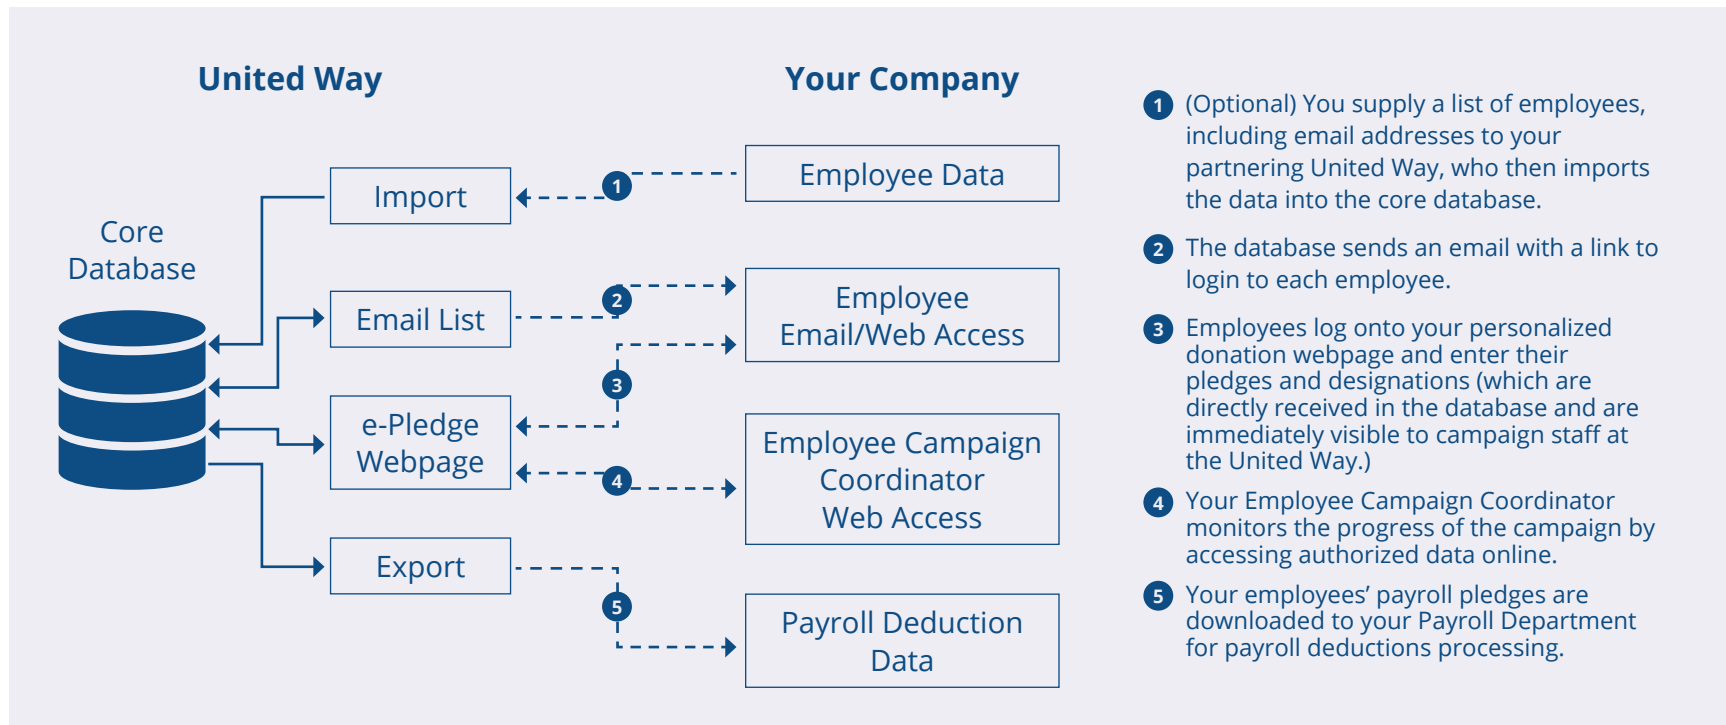 United Way
Your Company
Core
Database
Import
1
Employee Data
Email List
2
Employee
Email/Web Access
3
e-Pledge
Webpage
4
Employee Campaign
Coordinator
Web Access
Export
5
Payroll Deduction
Data
1 (Optional) You supply a list of employees,
including email addresses to your
partnering United Way, who then imports
the data into the core database.
2 The database sends an email with a link to
login to each employee.
3 Employees log onto your personalized
donation webpage and enter their
pledges and designations (which are
directly received in the database and are
immediately visible to campaign staff at
the United Way.)
4 Your Employee Campaign Coordinator
monitors the progress of the campaign by
accessing authorized data online.
5 Your employees’ payroll pledges are
downloaded to your Payroll Department
for payroll deductions processing.